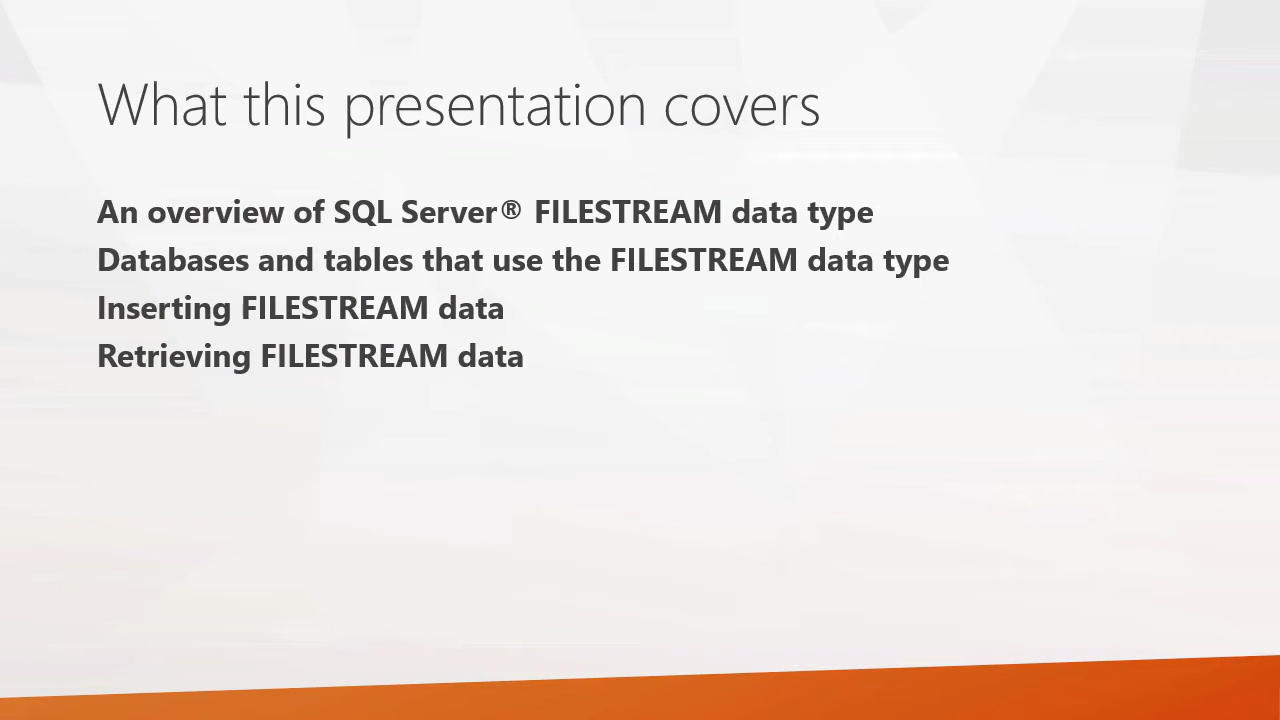 What this presentation covers
An overview of SQL Server® FILESTREAM data type
Databases and tables that use the FILESTREAM data type
Inserting FILESTREAM data
Retrieving FILESTREAM data